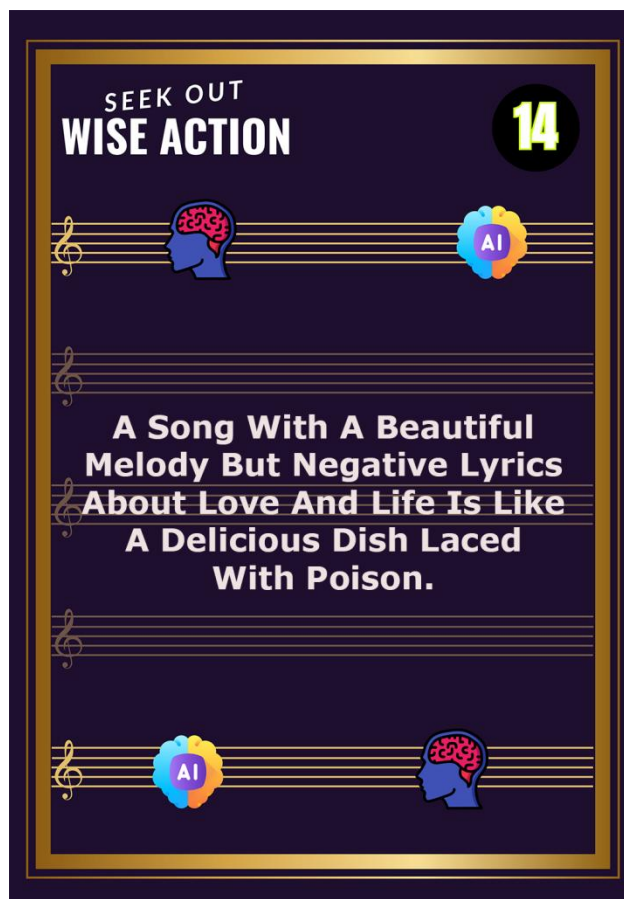 SEEK OUT
WISE ACTION
14
AI
A Song With A Beautiful
Melody But Negative Lyrics
About Love And Life Is Like
A Delicious Dish Laced
With Poison.
AI